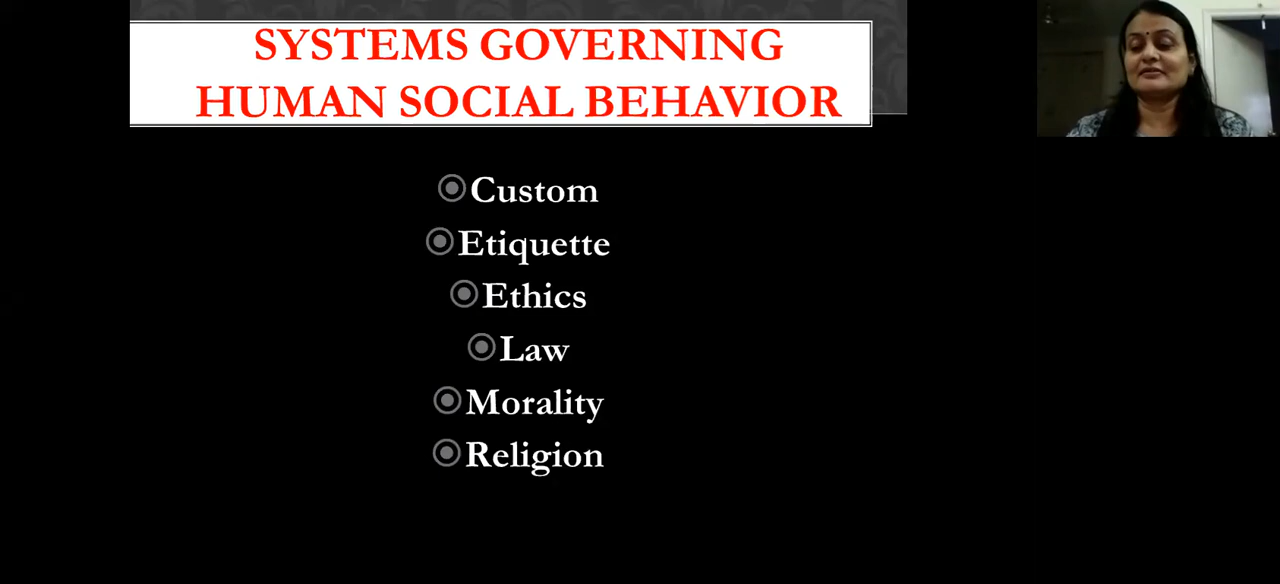 SYSTEMS GOVERNING
HUMAN SOCIAL BEHAVIOR
Custom
Etiquette
Ethics
Law
Morality
Religion